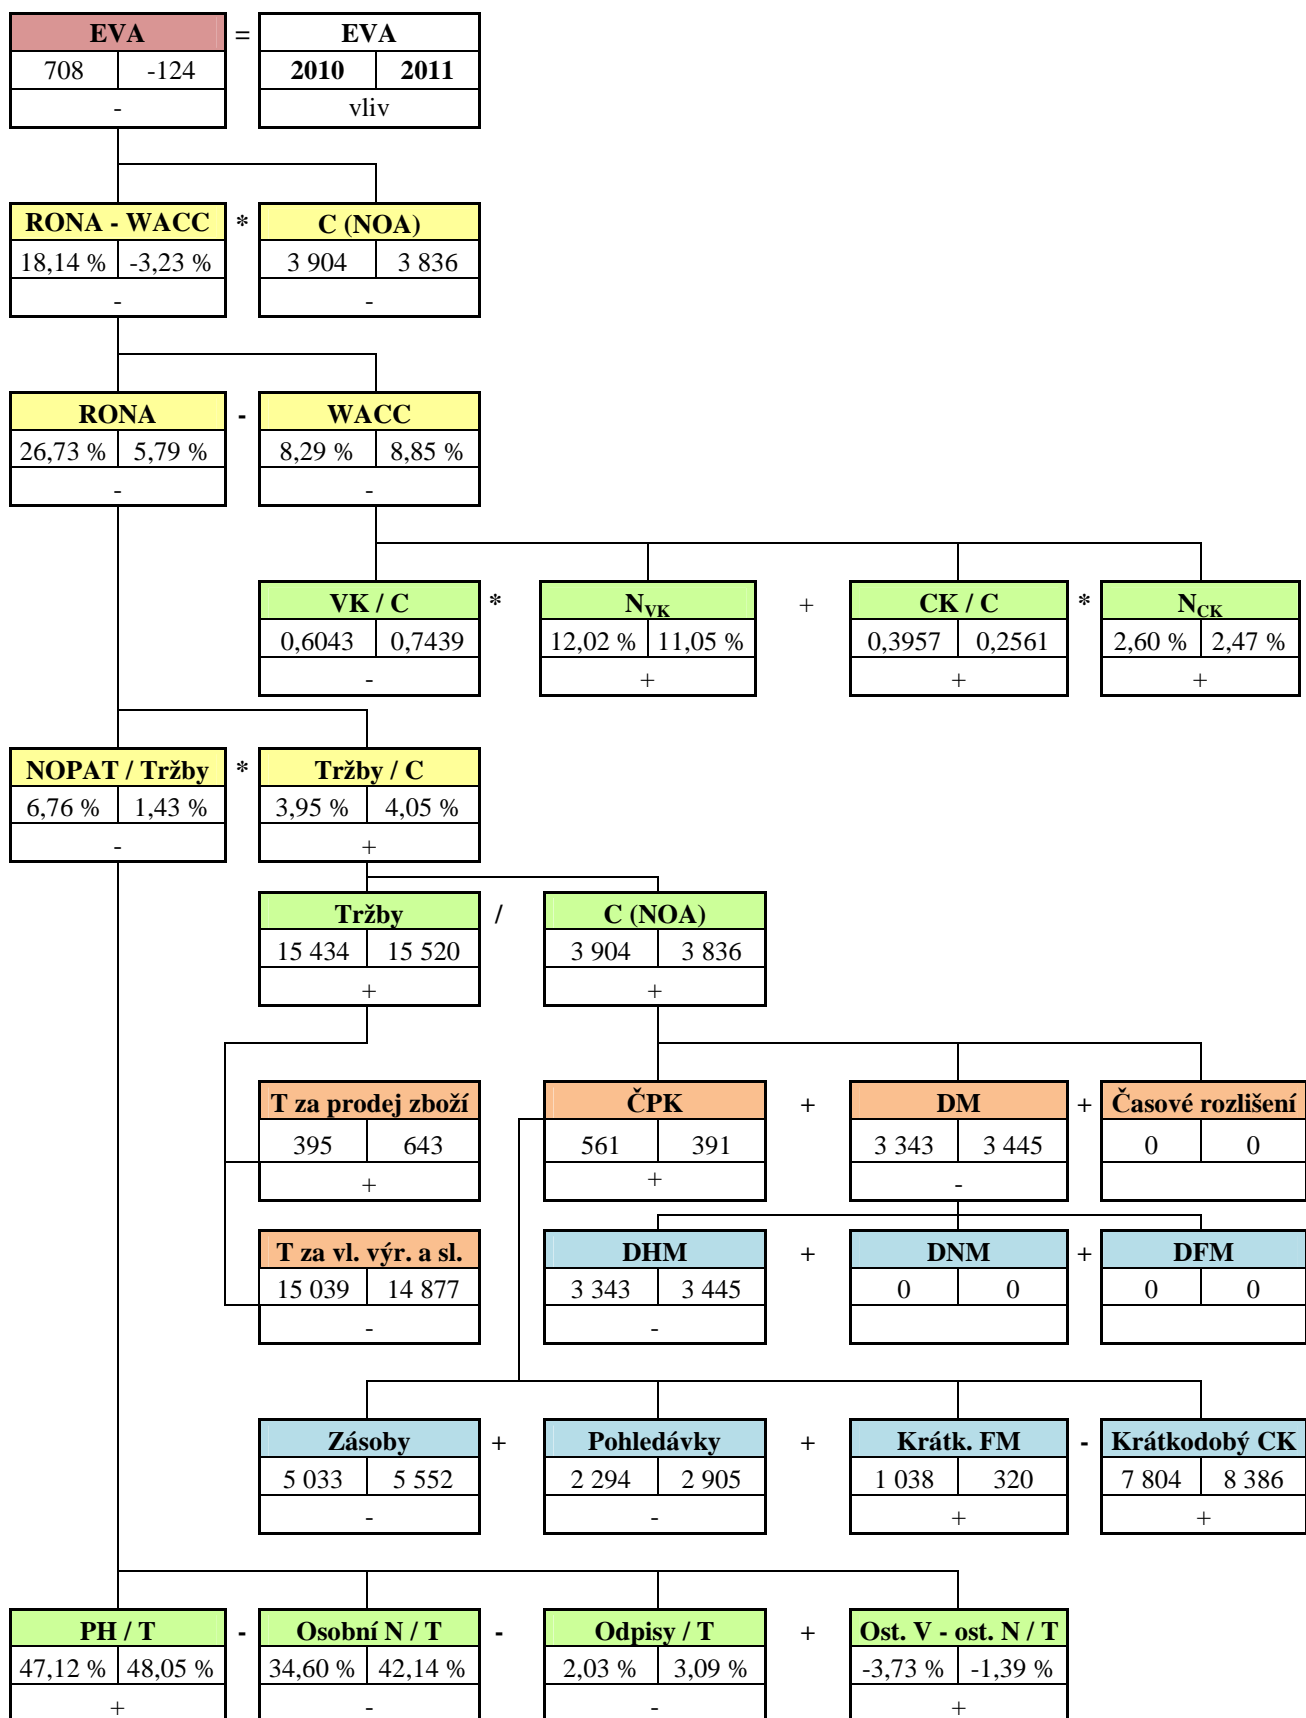 EVA = EVA
708 -124 2010 2011
- vliv
RONA - WACC * C (NOA)
18,14 % -3,23 % 3 904 3 836
- -
RONA - WACC
26,73 % 5,79 % 8,29 % 8,85 %
- -
VK / C * NVK + CK / C * NCK
0,6043 0,7439 12,02 % 11,05 % 0,3957 0,2561 2,60 % 2,47 %
- + + +
NOPAT / Tržby * Tržby / C
6,76 % 1,43 % 3,95 % 4,05 %
- +
Tržby / C (NOA)
15 434 15 520 3 904 3 836
+ +
T za prodej zboží ČPK + DM + Časové rozlišení
395 643 561 391 3 343 3 445 0 0
+ + -
T za vl. výr. a sl. DHM + DNM + DFM
15 039 14 877 3 343 3 445 0 0 0 0
- -
Zásoby + Pohledávky + Krátk. FM - Krátkodobý CK
5 033 5 552 2 294 2 905 1 038 320 7 804 8 386
- - + +
PH / T - Osobní N / T - Odpisy / T + Ost. V - ost. N / T
47,12 % 48,05 % 34,60 % 42,14 % 2,03 % 3,09 % -3,73 % -1,39 %
+ - - +